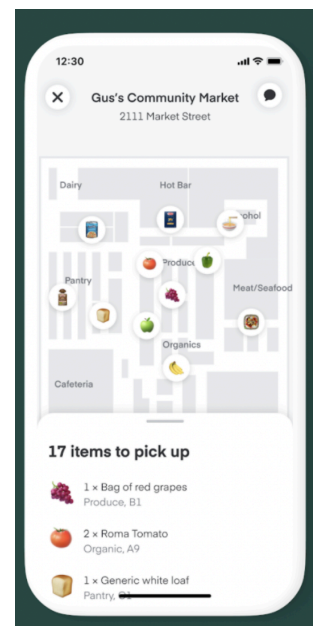 12:30
Gus's Community Market
2111 Market Street
Dairy
Hot Bar
Produce
Pantry
Meat/Seafood
Organics
Cafeteria
17 items to pick up
1 × Bag of red grapes
Produce, B1
2 × Roma Tomato
Organic, A9
1 × Generic white loaf
Pantry,